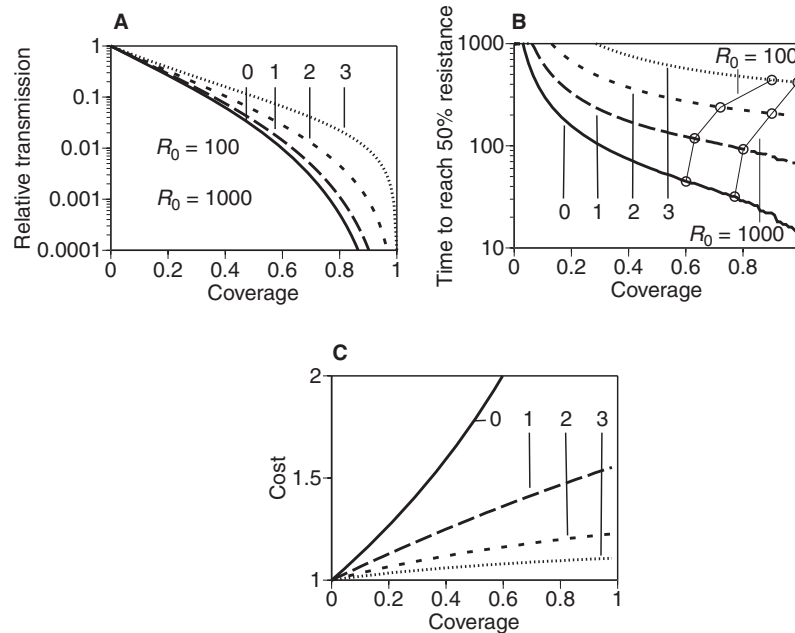 A
Relative transmission
1
0.1
0.01
0.001
0.0001
0 1 2 3
R0 = 100
R0 = 1000
0 0.2 0.4 0.6 0.8 1
Coverage
B
Time to reach 50% resistance
1000
100
10
R0 = 100
0 1 2 3
R0 = 1000
0 0.2 0.4 0.6 0.8
Coverage
C
Cost
2
1.5
1
0 1 2 3
0 0.2 0.4 0.6 0.8 1
Coverage